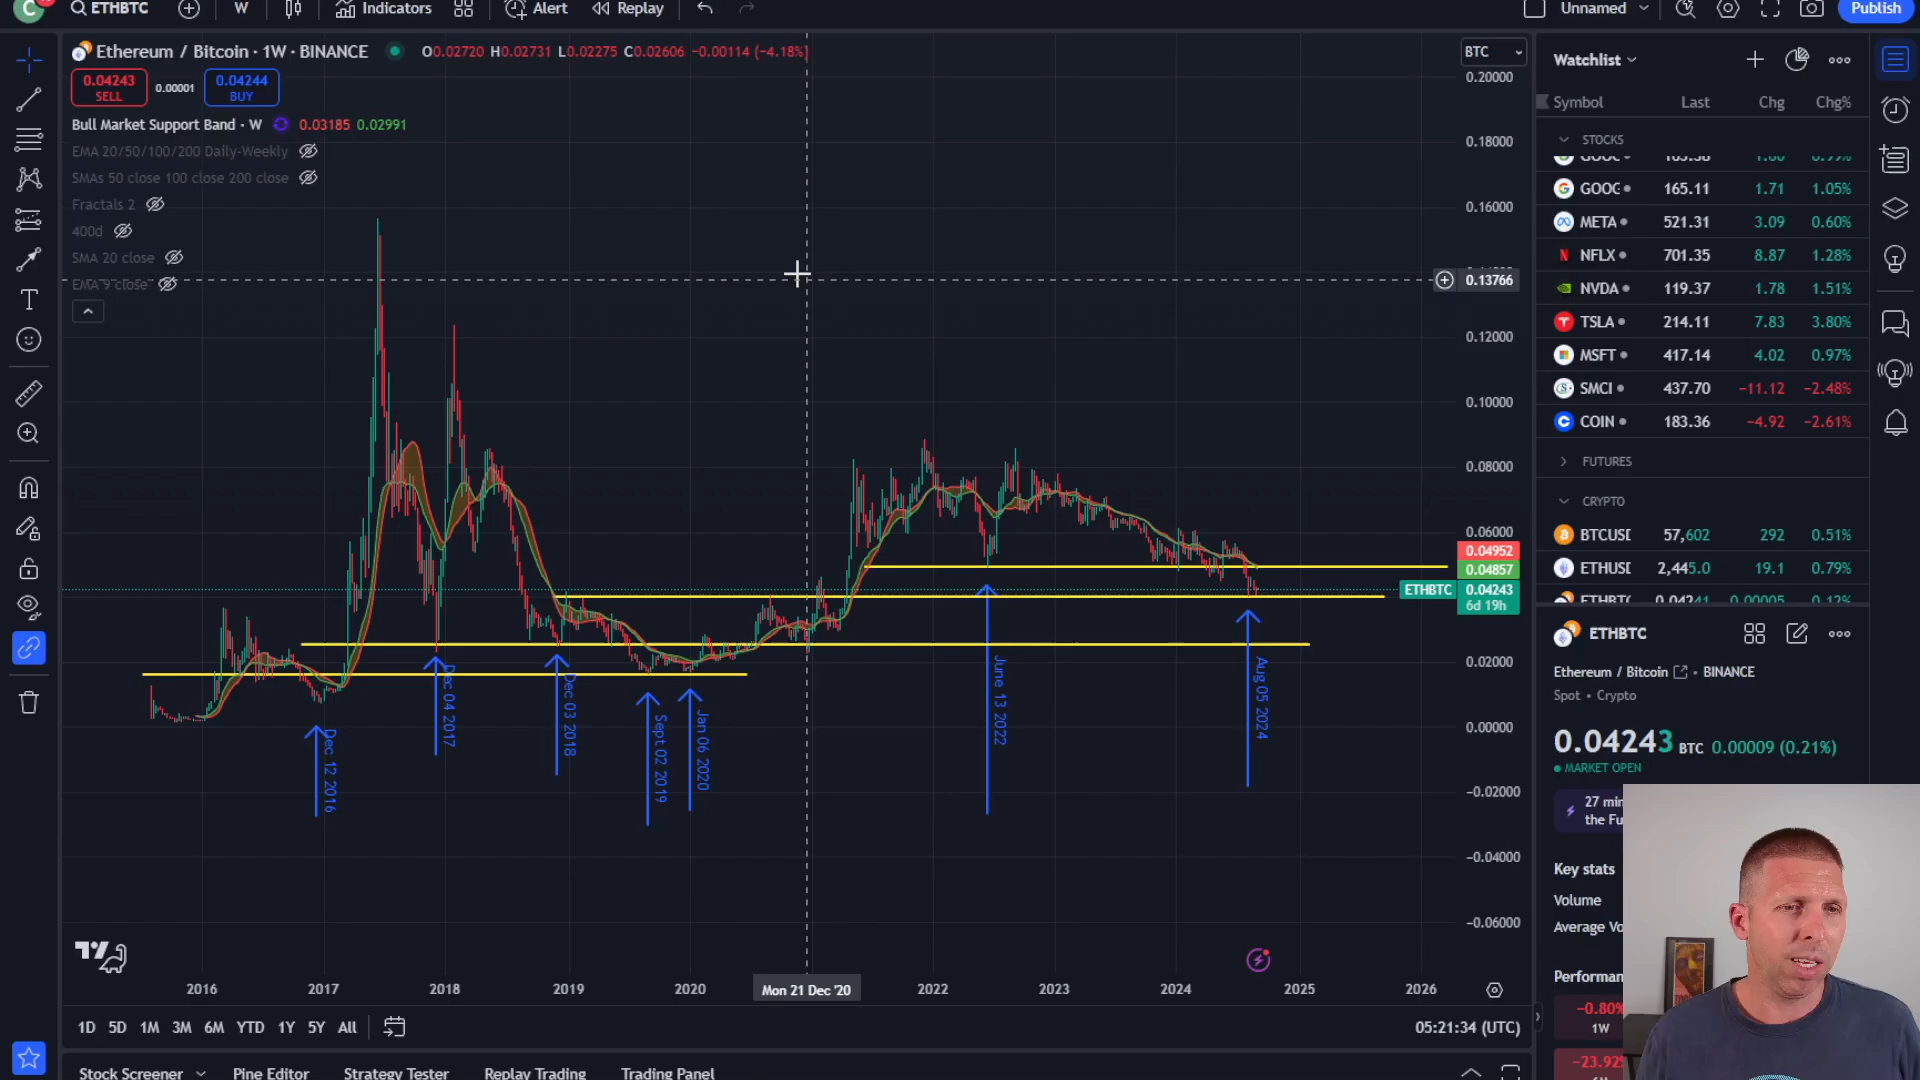 C
ETHBTC
W
Indicators
Alert
Replay
Unnamed
Publish
Ethereum / Bitcoin · 1W · BINANCE
O0.02720 H0.02731 L0.02275 C0.02606 −0.00114 (−4.18%)
BTC
0.04243
SELL
0.00001
0.04244
BUY
Bull Market Support Band · W
0.03185 0.02991
EMA 20/50/100/200 Daily-Weekly
SMAs 50 close 100 close 200 close
Fractals 2
400d
SMA 20 close
EMA 9 close
0.20000
0.18000
0.16000
0.13766
0.12000
0.10000
0.08000
0.06000
0.04952
0.04857
ETHBTC
0.04243
6d 19h
0.02000
0.00000
−0.02000
−0.04000
−0.06000
Dec 12 2016
Dec 04 2017
Dec 03 2018
Sept 02 2019
Jan 06 2020
June 13 2022
Aug 05 2024
2016
2017
2018
2019
2020
Mon 21 Dec '20
2022
2023
2024
2025
2026
1D 5D 1M 3M 6M YTD 1Y 5Y All
05:21:34 (UTC)
Stock Screener
Pine Editor
Strategy Tester
Replay Trading
Trading Panel
Watchlist
Symbol Last Chg Chg%
STOCKS
GOOG 165.11 1.71 1.05%
META 521.31 3.09 0.60%
NFLX 701.35 8.87 1.28%
NVDA 119.37 1.78 1.51%
TSLA 214.11 7.83 3.80%
MSFT 417.14 4.02 0.97%
SMCI 437.70 −11.12 −2.48%
COIN 183.36 −4.92 −2.61%
FUTURES
CRYPTO
BTCUSD 57,602 292 0.51%
ETHUSD 2,445.0 19.1 0.79%
ETHBTC 0.04241 0.00005 0.12%
ETHBTC
Ethereum / Bitcoin • BINANCE
Spot • Crypto
0.04243 BTC 0.00009 (0.21%)
MARKET OPEN
27 min
the Fu
Key stats
Volume
Average Vo
Performan
−0.80%
1W
−23.92%